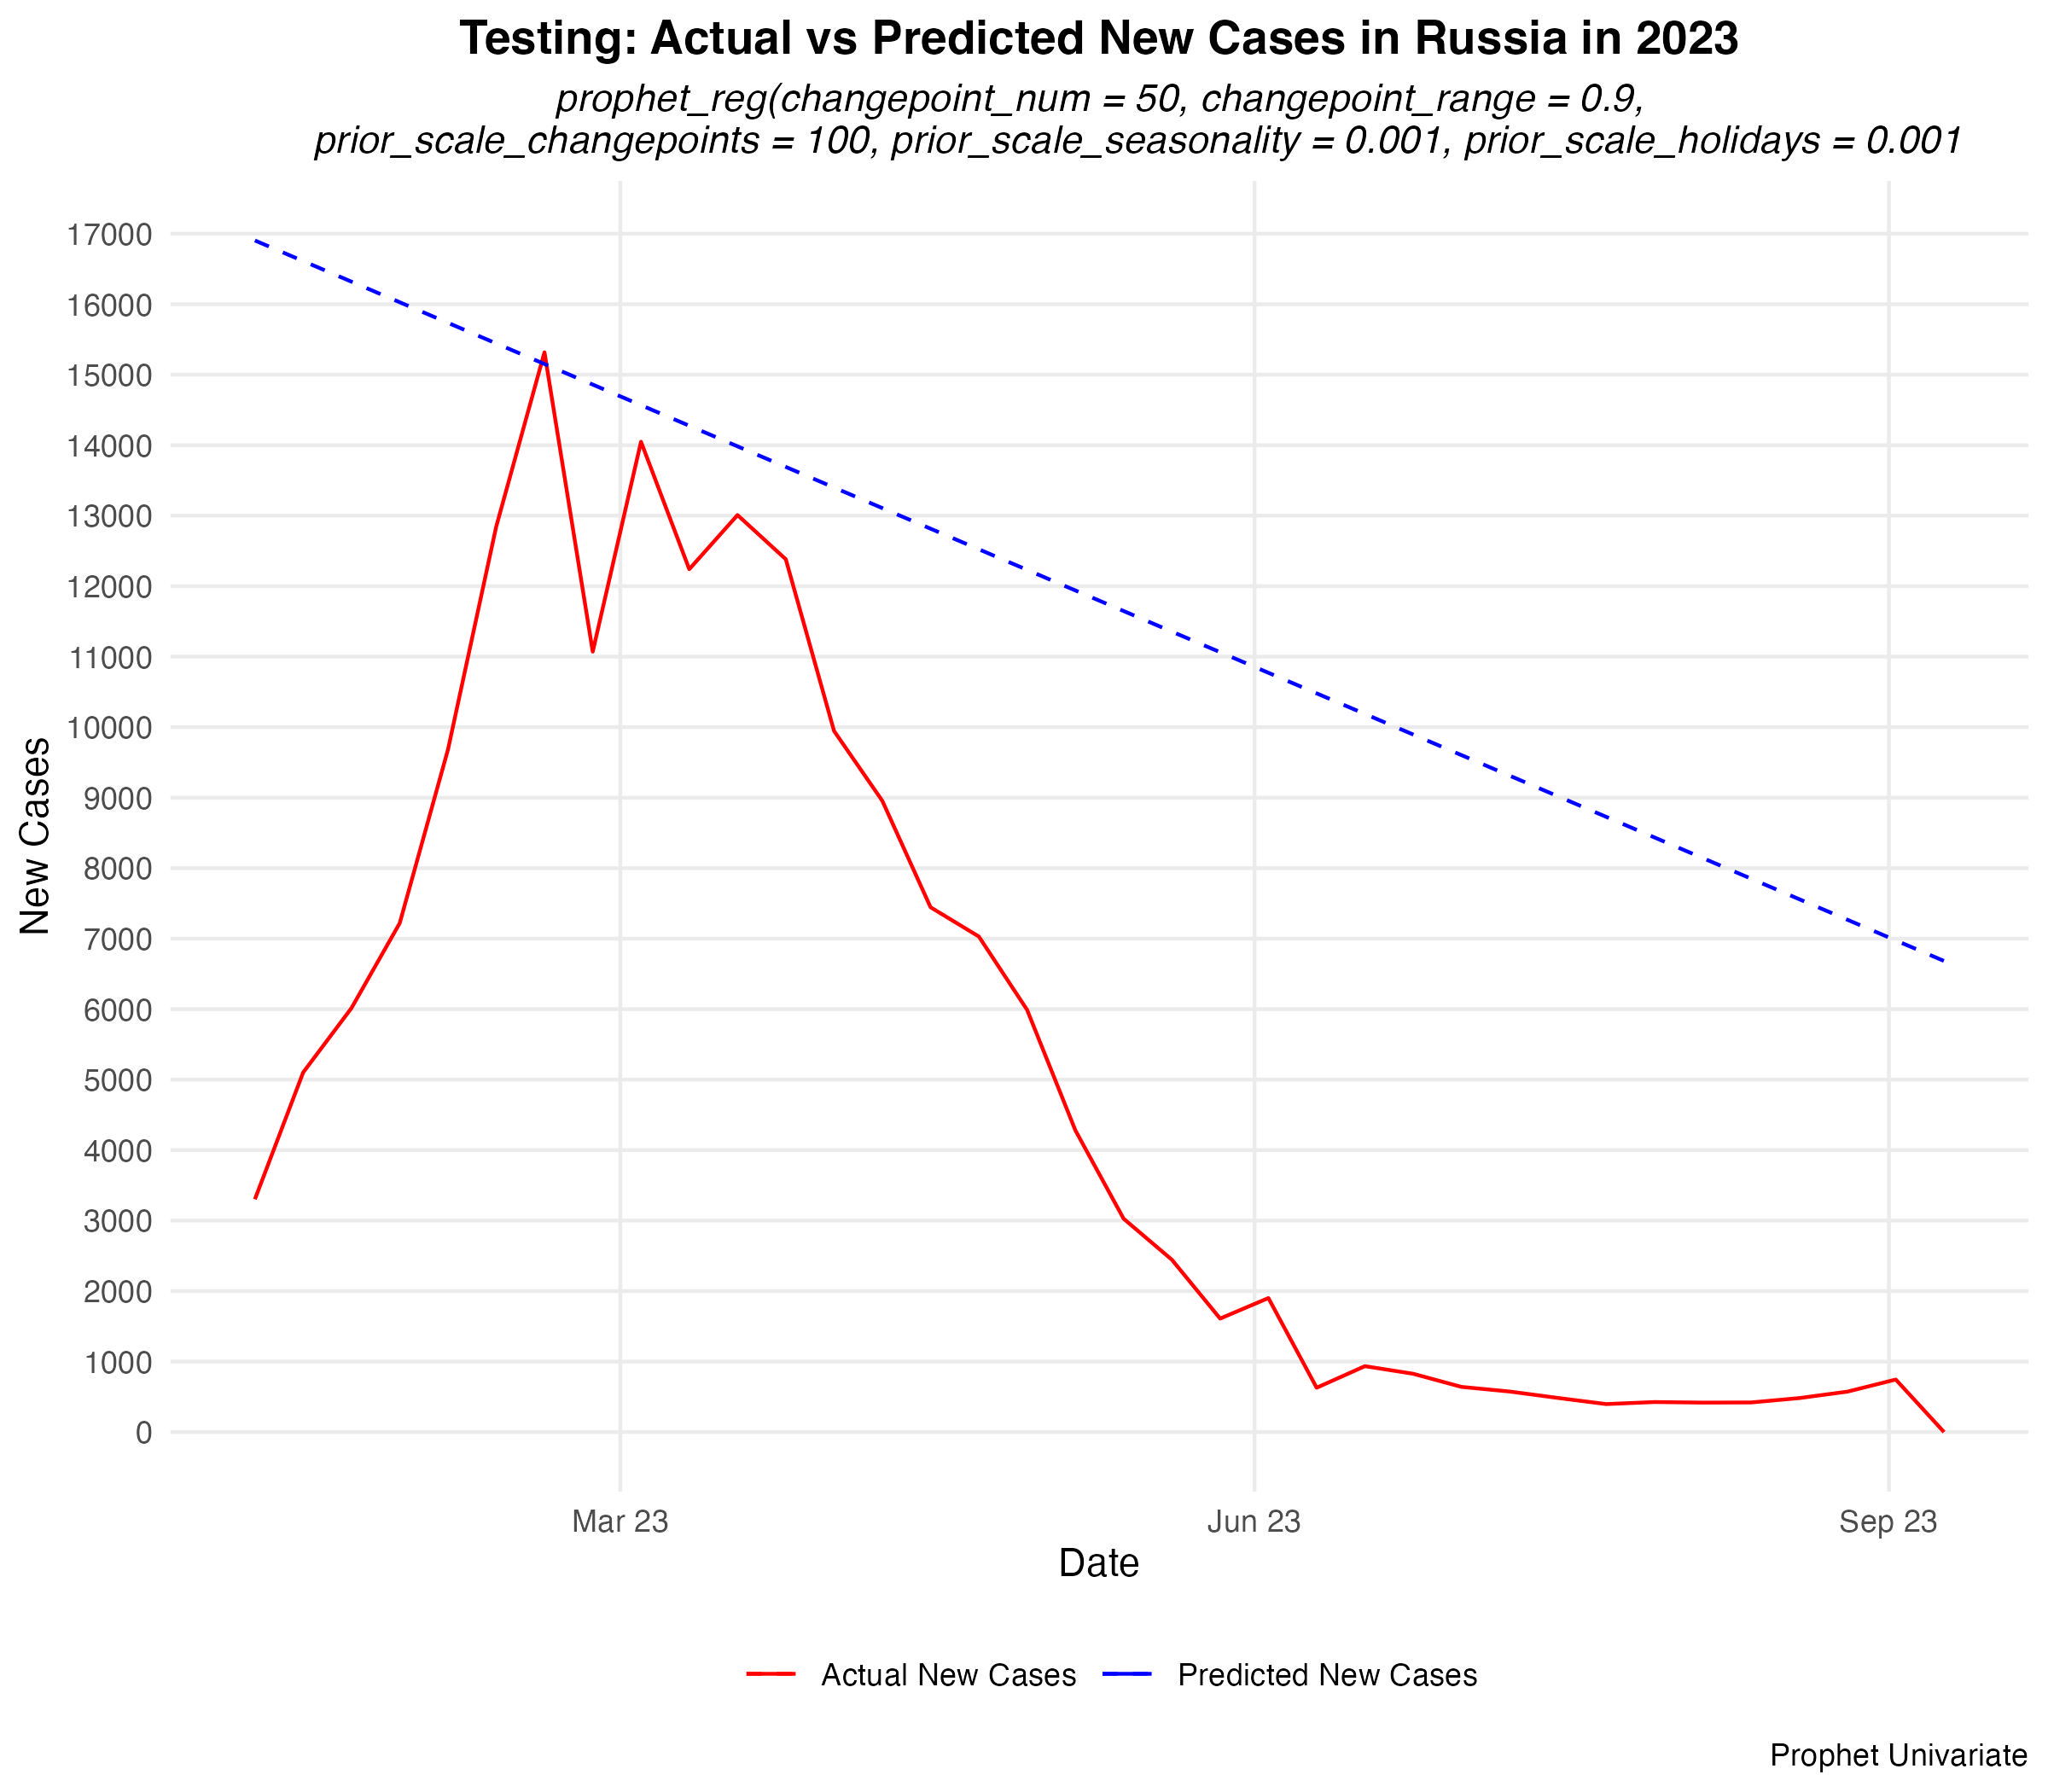 Testing: Actual vs Predicted New Cases in Russia in 2023
prophet_reg(changepoint_num = 50, changepoint_range = 0.9,
prior_scale_changepoints = 100, prior_scale_seasonality = 0.001, prior_scale_holidays = 0.001
17000
16000
15000
14000
13000
12000
11000
10000
9000
8000
7000
6000
5000
4000
3000
2000
1000
0
New Cases
Mar 23
Jun 23
Sep 23
Date
Actual New Cases
Predicted New Cases
Prophet Univariate